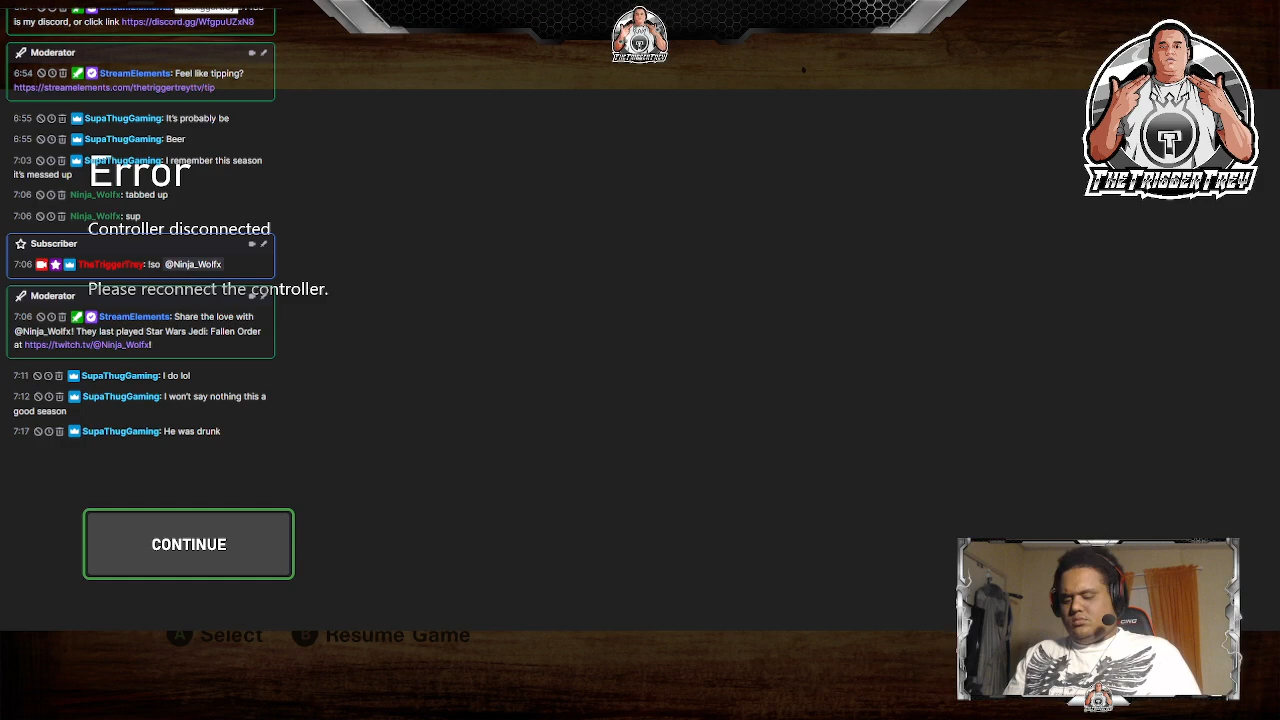 is my discord, or click link https://discord.gg/WfgpuUZxN8
Moderator
6:54 StreamElements: Feel like tipping?
https://streamelements.com/thetriggertreyttv/tip
6:55 SupaThugGaming: It's probably be
6:55 SupaThugGaming: Beer
7:03 SupaThugGaming: I remember this season
it's messed up
Error
7:06 Ninja_Wolfx: tabbed up
7:06 Ninja_Wolfx: sup
Controller disconnected
Subscriber
7:06 TheTriggerTrey: !so @Ninja_Wolfx
Please reconnect the controller.
Moderator
7:06 StreamElements: Share the love with
@Ninja_Wolfx! They last played Star Wars Jedi: Fallen Order
at https://twitch.tv/@Ninja_Wolfx!
7:11 SupaThugGaming: I do lol
7:12 SupaThugGaming: I won't say nothing this a
good season
7:17 SupaThugGaming: He was drunk
CONTINUE
A Select B Resume Game
T
TheTriggerTrey
CING